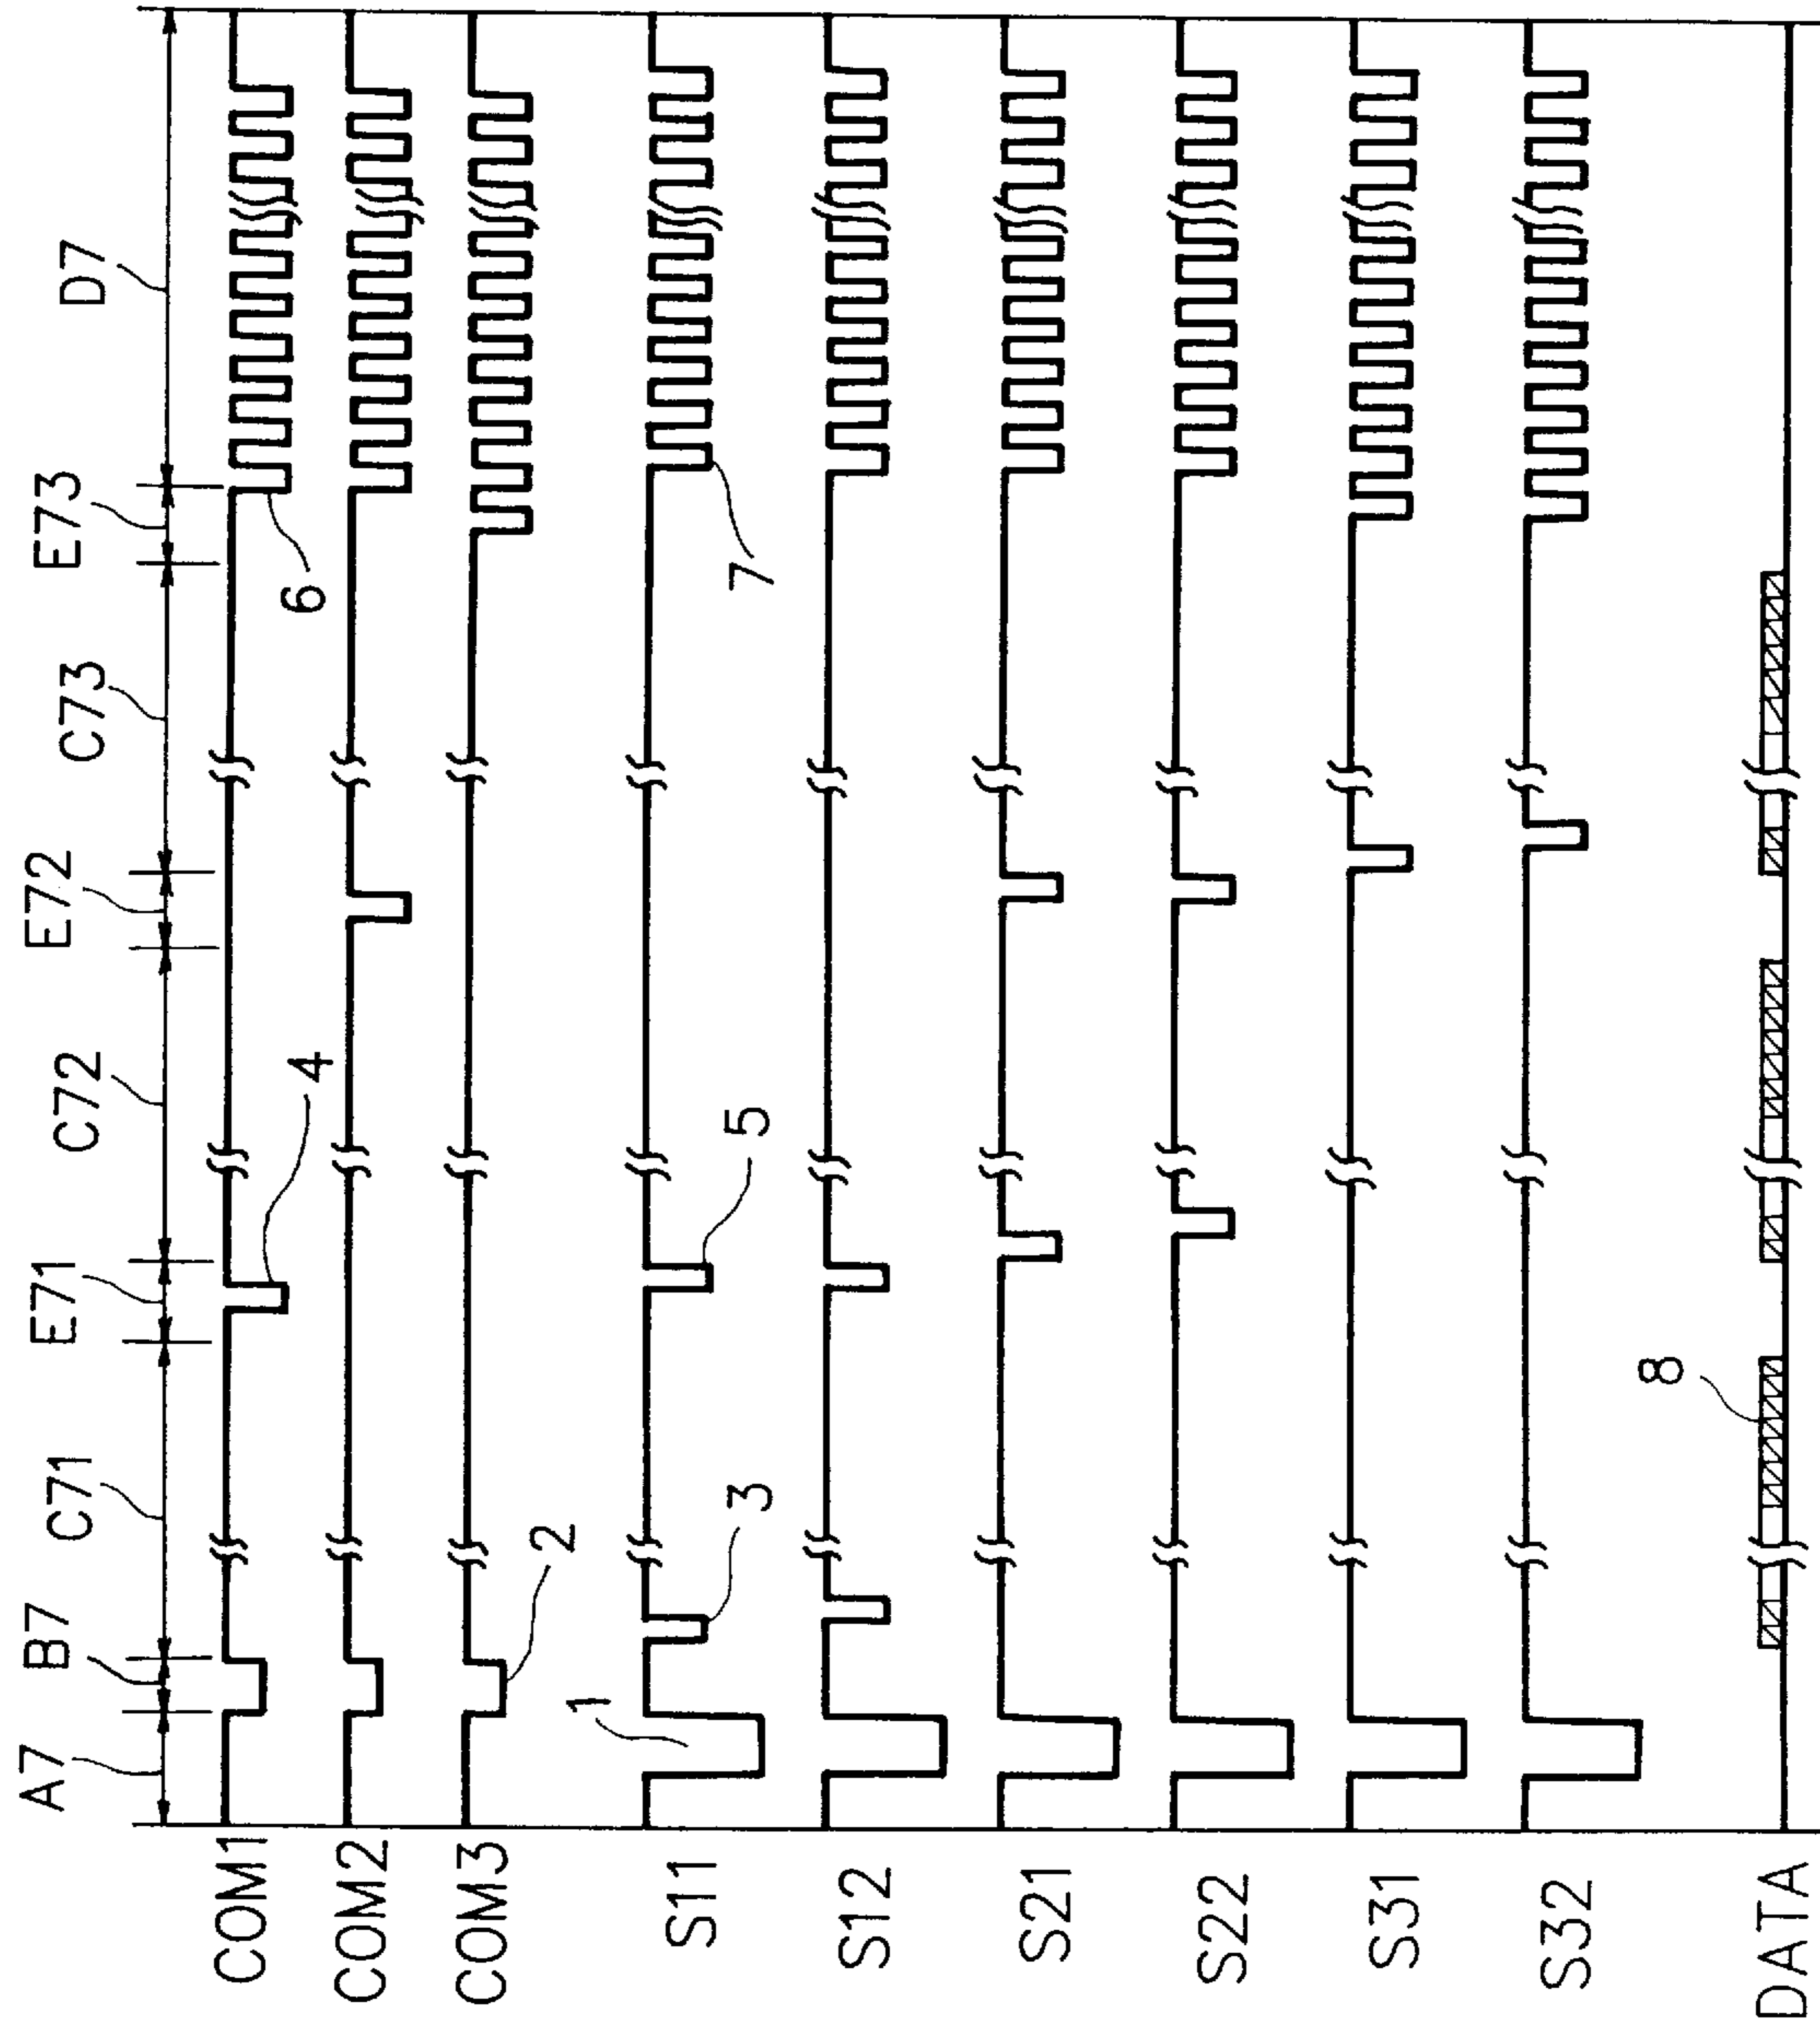 A7 B7 C71 E71 C72 E72 C73 E73 D7
COM1
4
6
COM2
COM3
2
S11
1
3
5
7
S12
S21
S22
S31
S32
8
DATA